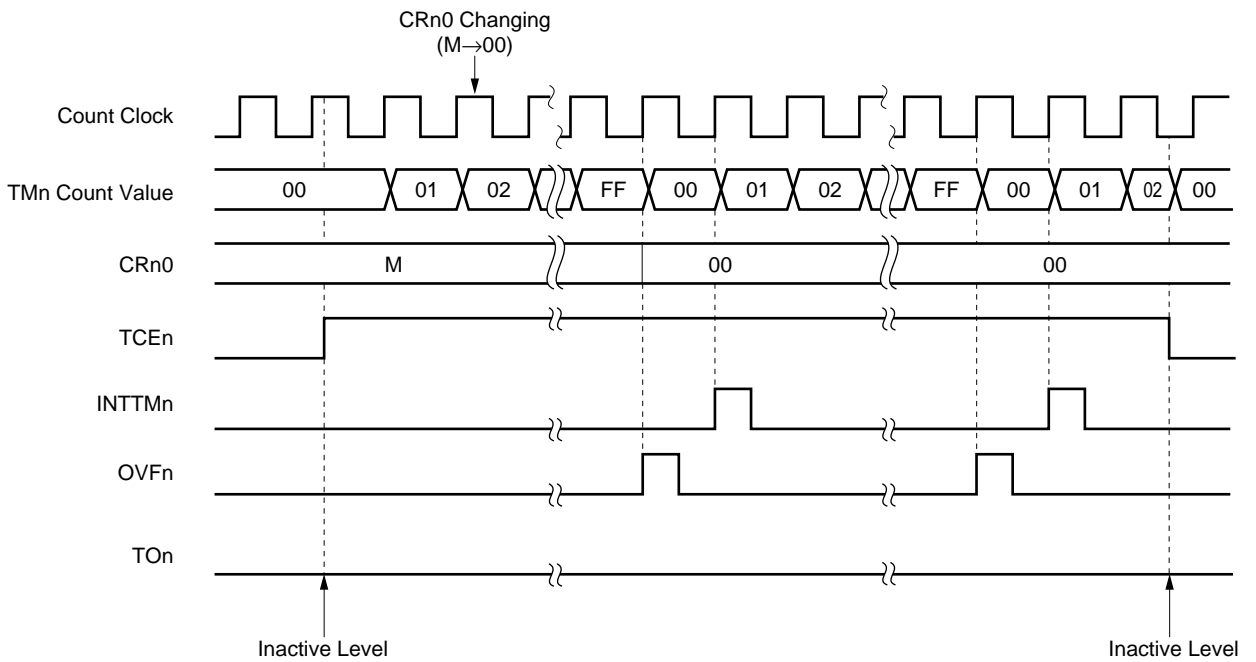 CRn0 Changing
(M→00)
Count Clock
TMn Count Value 00 01 02 FF 00 01 02 FF 00 01 02 00
CRn0 M 00 00
TCEn
INTTMn
OVFn
TOn
Inactive Level Inactive Level